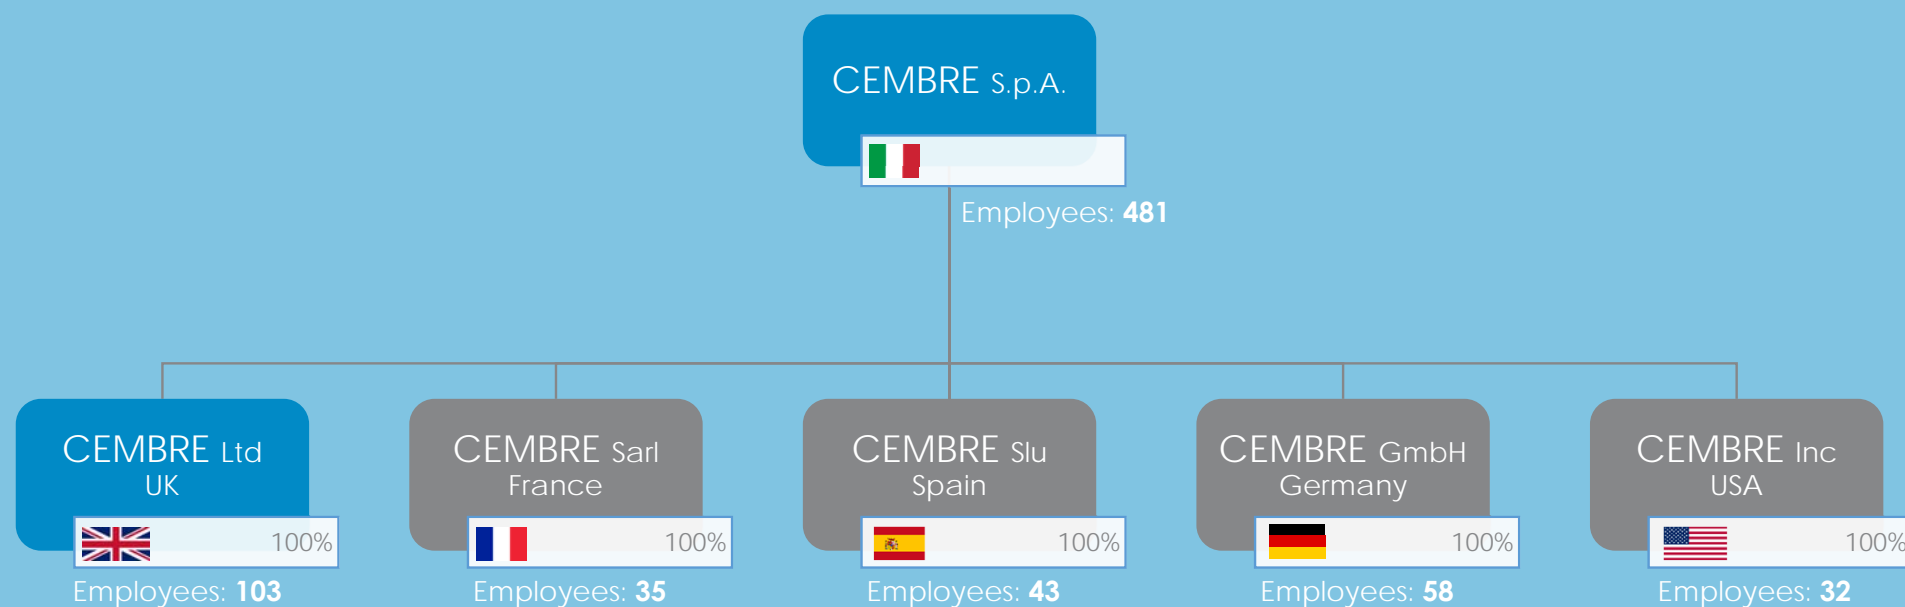 CEMBRE S.p.A.
Employees: 481
CEMBRE Ltd
UK
100%
Employees: 103
CEMBRE Sarl
France
100%
Employees: 35
CEMBRE Slu
Spain
100%
Employees: 43
CEMBRE GmbH
Germany
100%
Employees: 58
CEMBRE Inc
USA
100%
Employees: 32